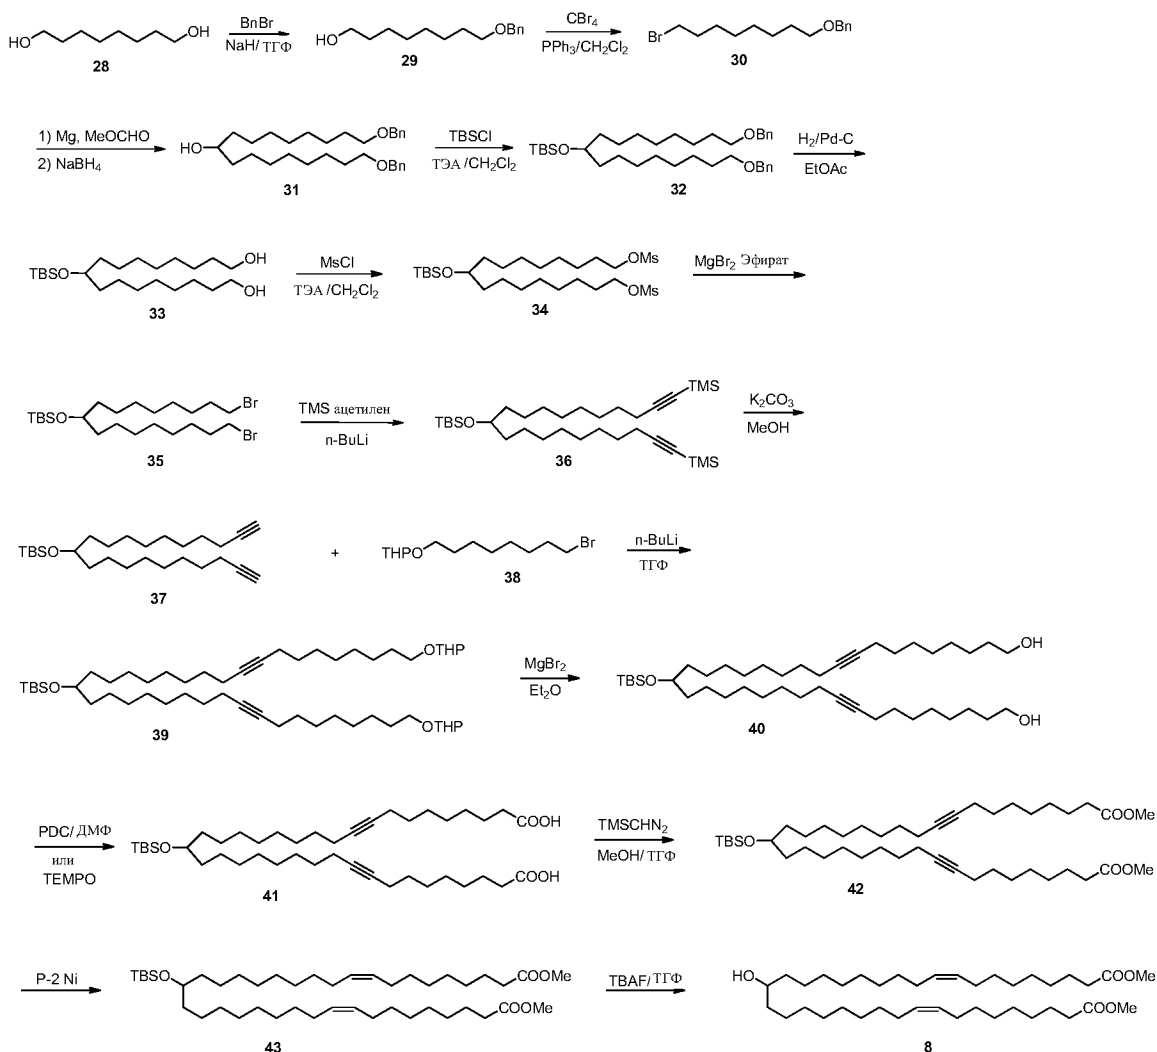 HO OH BnBr NaH/ТГФ HO OBn CBr4 PPh3/CH2Cl2 Br OBn
28 29 30
1) Mg, MeOCHO
2) NaBH4
HO OBn OBn
31
TBSCl
ТЭА/CH2Cl2
TBSO OBn OBn
32
H2/Pd-C
EtOAc
TBSO OH OH
33
MsCl
ТЭА/CH2Cl2
TBSO OMs OMs
34
MgBr2 Эфират
TBSO Br Br
35
TMS ацетилен
n-BuLi
TBSO TMS TMS
36
K2CO3
MeOH
TBSO
37
+
THPO Br
38
n-BuLi
ТГФ
TBSO OTHP OTHP
39
MgBr2
Et2O
TBSO OH OH
40
PDC/ДМФ
или
TEMPO
TBSO COOH COOH
41
TMSCHN2
MeOH/ТГФ
TBSO COOMe COOMe
42
P-2 Ni
TBSO COOMe COOMe
43
TBAF/ТГФ
HO COOMe COOMe
8